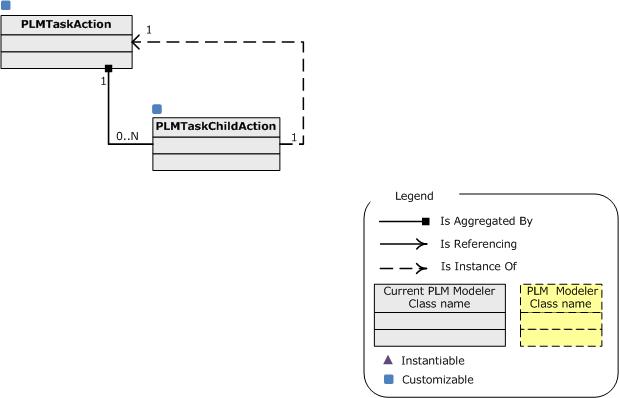 PLMTaskAction
1
1
0..N
PLMTaskChildAction
1
Legend
Is Aggregated By
Is Referencing
Is Instance Of
Current PLM Modeler
Class name
PLM Modeler
Class name
Instantiable
Customizable